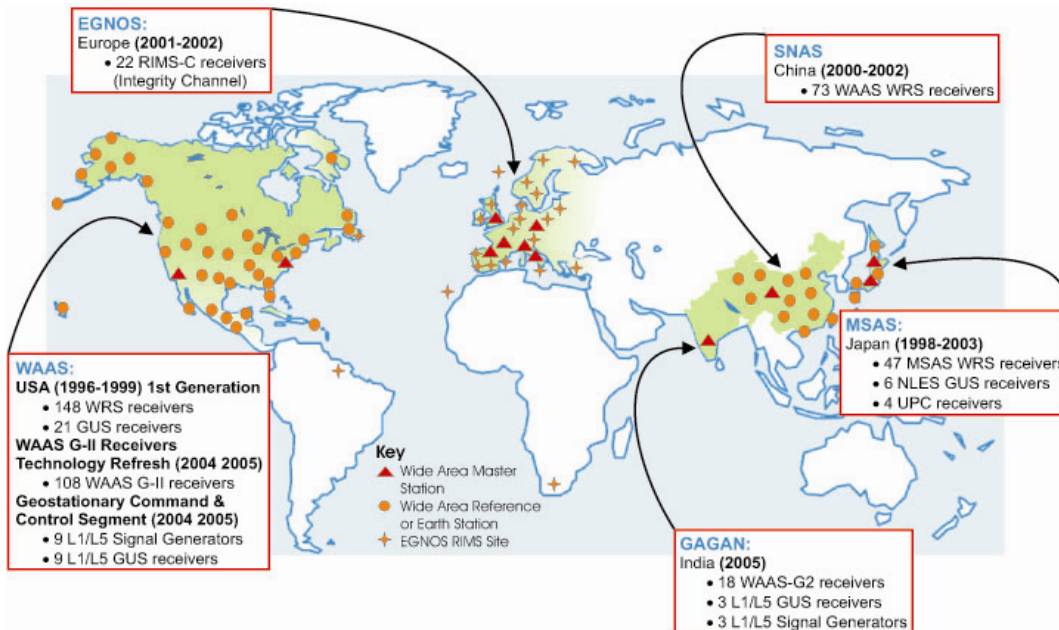 EGNOS:
Europe (2001-2002)
• 22 RIMS-C receivers
(Integrity Channel)
SNAS
China (2000-2002)
• 73 WAAS WRS receivers
MSAS:
Japan (1998-2003)
• 47 MSAS WRS receivers
• 6 NLES GUS receivers
• 4 UPC receivers
WAAS:
USA (1996-1999) 1st Generation
• 148 WRS receivers
• 21 GUS receivers
WAAS G-II Receivers
Technology Refresh (2004 2005)
• 108 WAAS G-II receivers
Geostationary Command &
Control Segment (2004 2005)
• 9 L1/L5 Signal Generators
• 9 L1/L5 GUS receivers
Key
Wide Area Master
Station
Wide Area Reference
or Earth Station
EGNOS RIMS Site
GAGAN:
India (2005)
• 18 WAAS-G2 receivers
• 3 L1/L5 GUS receivers
• 3 L1/L5 Signal Generators